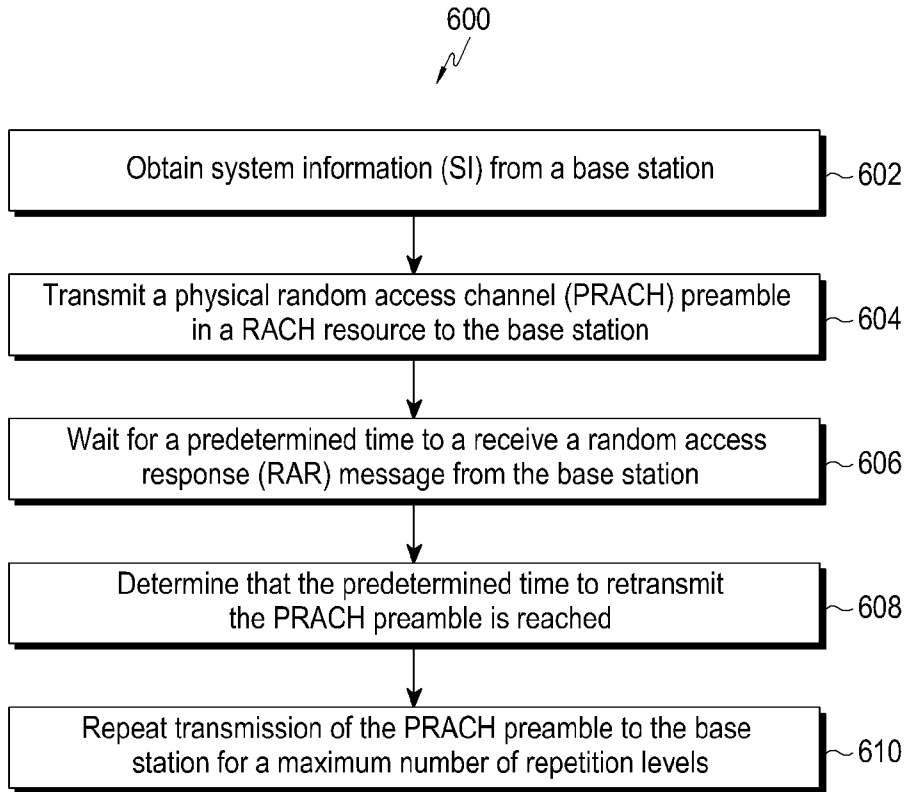 600
Obtain system information (SI) from a base station
602
Transmit a physical random access channel (PRACH) preamble
in a RACH resource to the base station
604
Wait for a predetermined time to a receive a random access
response (RAR) message from the base station
606
Determine that the predetermined time to retransmit
the PRACH preamble is reached
608
Repeat transmission of the PRACH preamble to the base
station for a maximum number of repetition levels
610